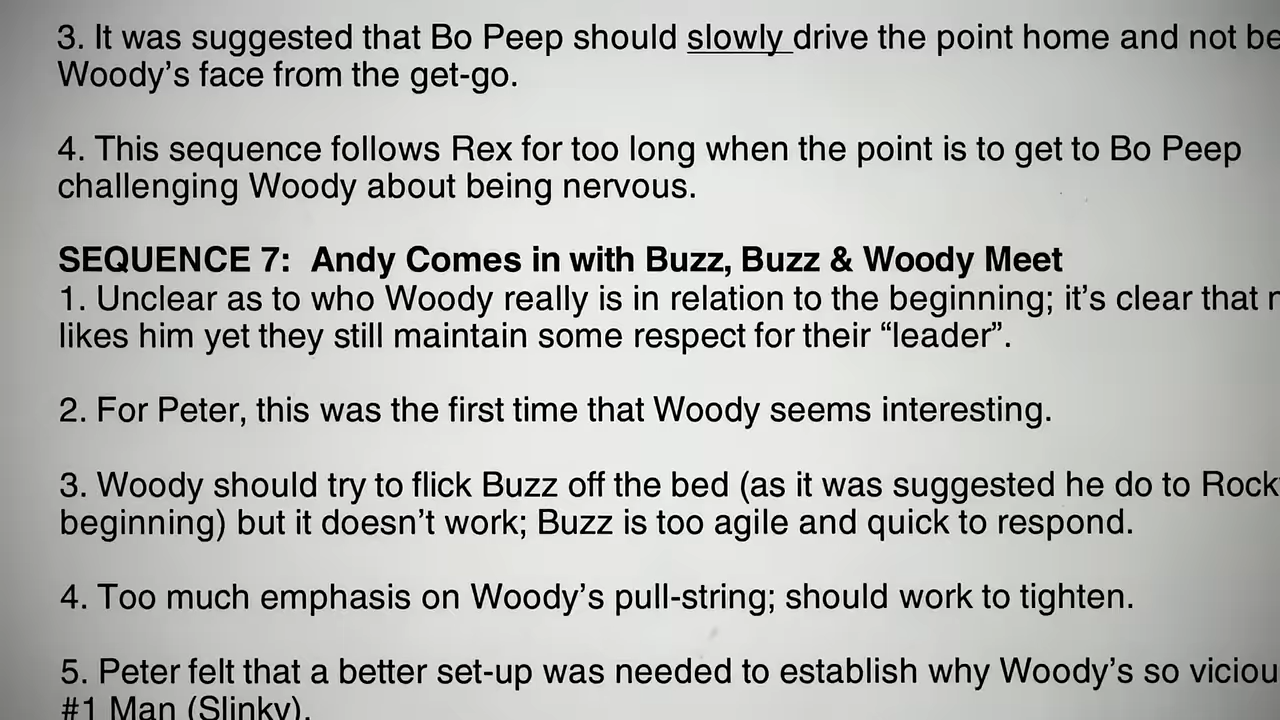 3. It was suggested that Bo Peep should slowly drive the point home and not be
Woody’s face from the get-go.
4. This sequence follows Rex for too long when the point is to get to Bo Peep
challenging Woody about being nervous.
SEQUENCE 7: Andy Comes in with Buzz, Buzz & Woody Meet
1. Unclear as to who Woody really is in relation to the beginning; it’s clear that
likes him yet they still maintain some respect for their “leader”.
2. For Peter, this was the first time that Woody seems interesting.
3. Woody should try to flick Buzz off the bed (as it was suggested he do to
beginning) but it doesn’t work; Buzz is too agile and quick to respond.
4. Too much emphasis on Woody’s pull-string; should work to tighten.
5. Peter felt that a better set-up was needed to establish why Woody’s so
#1 Man (Slinky).